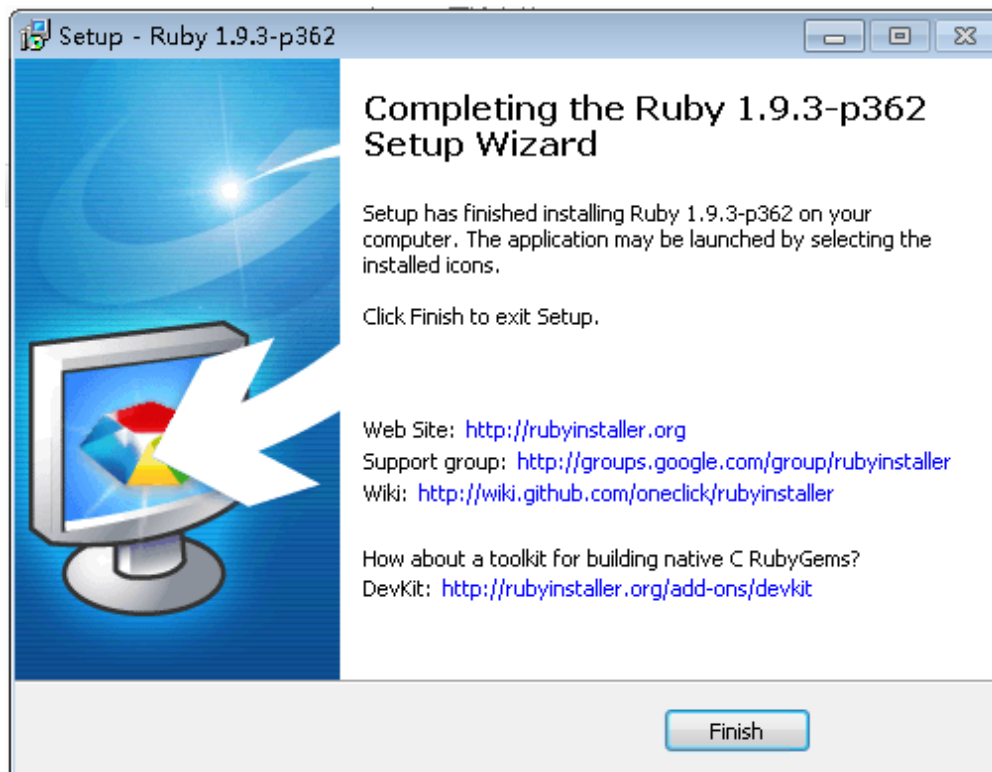 Setup - Ruby 1.9.3-p362
Completing the Ruby 1.9.3-p362
Setup Wizard
Setup has finished installing Ruby 1.9.3-p362 on your
computer. The application may be launched by selecting the
installed icons.
Click Finish to exit Setup.
Web Site: http://rubyinstaller.org
Support group: http://groups.google.com/group/rubyinstaller
Wiki: http://wiki.github.com/oneclick/rubyinstaller
How about a toolkit for building native C RubyGems?
DevKit: http://rubyinstaller.org/add-ons/devkit
Finish